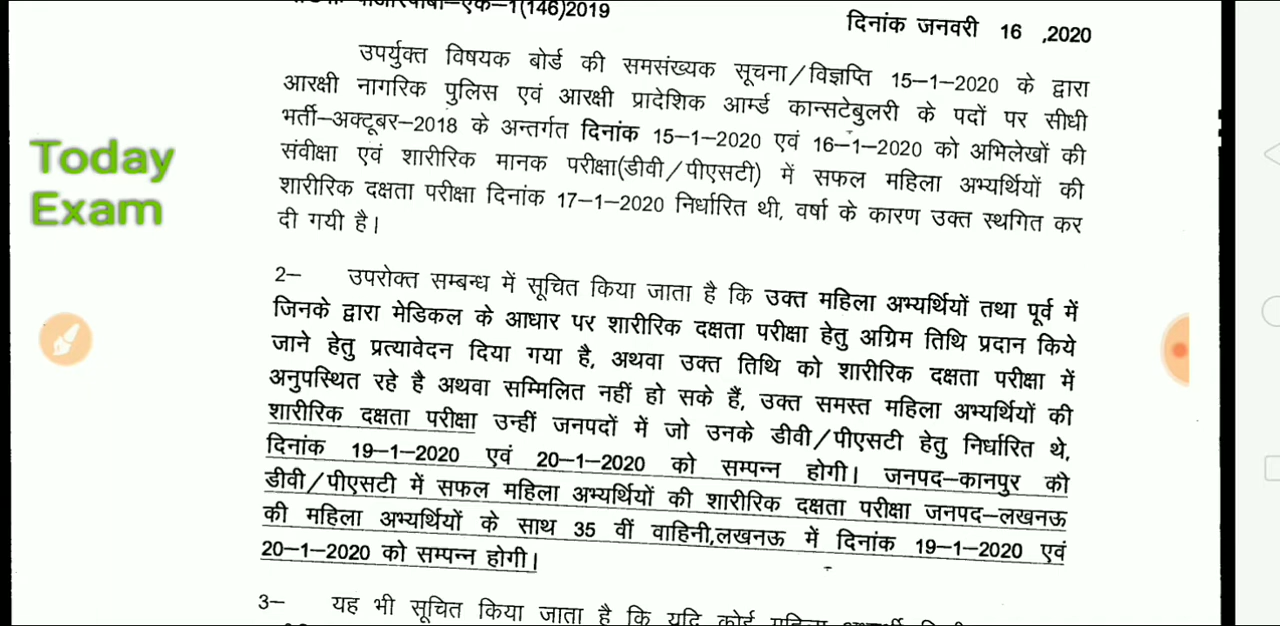 1(146)2019
दिनांक जनवरी 16 ,2020
उपर्युक्त विषयक बोर्ड की समसंख्यक सूचना/विज्ञप्ति 15-1-2020 के द्वारा
आरक्षी नागरिक पुलिस एवं आरक्षी प्रादेशिक आर्म्ड कान्सटेबुलरी के पदों पर सीधी
भर्ती-अक्टूबर-2018 के अन्तर्गत दिनांक 15-1-2020 एवं 16-1-2020 को अभिलेखों की
संवीक्षा एवं शारीरिक मानक परीक्षा(डीवी/पीएसटी) में सफल महिला अभ्यर्थियों की
शारीरिक दक्षता परीक्षा दिनांक 17-1-2020 निर्धारित थी, वर्षा के कारण उक्त स्थगित कर
दी गयी है।
Today
Exam
2- उपरोक्त सम्बन्ध में सूचित किया जाता है कि उक्त महिला अभ्यर्थियों तथा पूर्व में
जिनके द्वारा मेडिकल के आधार पर शारीरिक दक्षता परीक्षा हेतु अग्रिम तिथि प्रदान किये
जाने हेतु प्रत्यावेदन दिया गया है, अथवा उक्त तिथि को शारीरिक दक्षता परीक्षा में
अनुपस्थित रहे है अथवा सम्मिलित नहीं हो सके हैं, उक्त समस्त महिला अभ्यर्थियों की
शारीरिक दक्षता परीक्षा उन्हीं जनपदों में जो उनके डीवी/पीएसटी हेतु निर्धारित थे,
दिनांक 19-1-2020 एवं 20-1-2020 को सम्पन्न होगी। जनपद-कानपुर की
डीवी/पीएसटी में सफल महिला अभ्यर्थियों की शारीरिक दक्षता परीक्षा जनपद-लखनऊ
की महिला अभ्यर्थियों के साथ 35 वीं वाहिनी,लखनऊ में दिनांक 19-1-2020 एवं
20-1-2020 को सम्पन्न होगी।
3- यह भी सूचित किया जाता है कि यदि कोई महिला